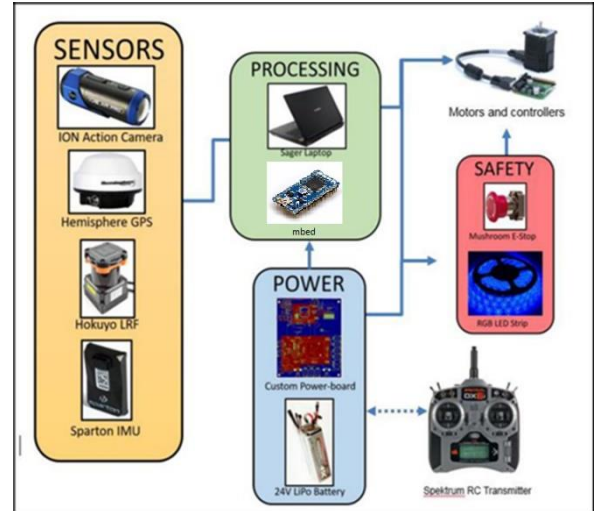 SENSORS
ION Action Camera
Hemisphere GPS
Hokuyo LRF
Sparton IMU
PROCESSING
Sager Laptop
mbed
POWER
Custom Power-board
24V LiPo Battery
Motors and controllers
SAFETY
Mushroom E-Stop
RGB LED Strip
Spektrum RC Transmitter